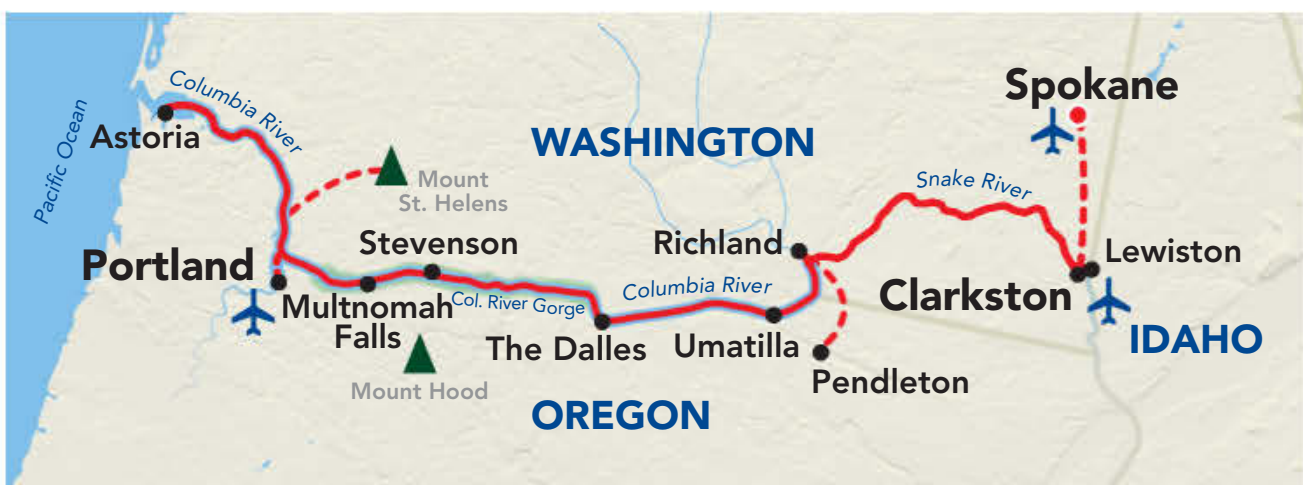 Columbia River
Pacific Ocean
Astoria
WASHINGTON
Spokane
Mount
St. Helens
Snake River
Stevenson
Richland
Lewiston
Portland
Columbia River
Clarkston
Multnomah
Falls
Col. River Gorge
The Dalles
Umatilla
IDAHO
Mount Hood
Pendleton
OREGON